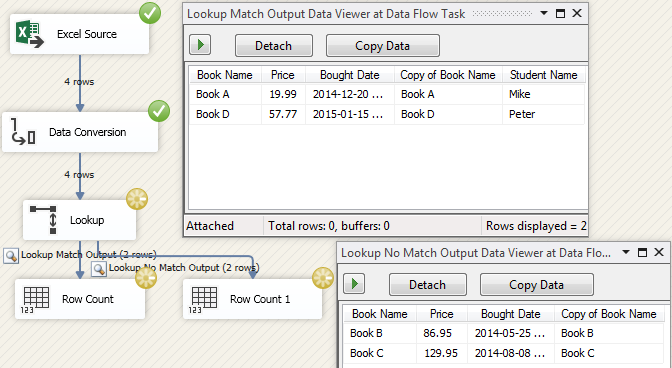 Excel Source
4 rows
Data Conversion
4 rows
Lookup
Lookup Match Output (2 rows)
Lookup No Match Output (2 rows)
Row Count
123
Row Count 1
123
Lookup Match Output Data Viewer at Data Flow Task
Detach Copy Data
Book Name Price Bought Date Copy of Book Name Student Name
Book A 19.99 2014-12-20 ... Book A Mike
Book D 57.77 2015-01-15 ... Book D Peter
Attached Total rows: 0, buffers: 0 Rows displayed = 2
Lookup No Match Output Data Viewer at Data Flo...
Detach Copy Data
Book Name Price Bought Date Copy of Book Name
Book B 86.95 2014-05-25 ... Book B
Book C 129.95 2014-08-08 ... Book C